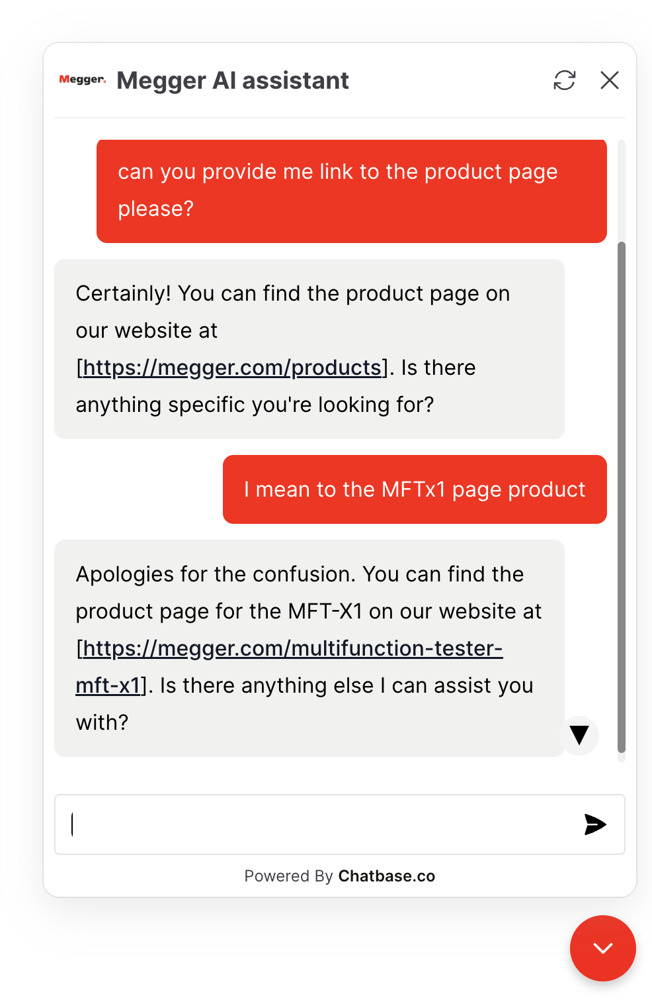 Megger.
Megger AI assistant
can you provide me link to the product page
please?
Certainly! You can find the product page on
our website at
[https://megger.com/products]. Is there
anything specific you're looking for?
I mean to the MFTx1 page product
Apologies for the confusion. You can find the
product page for the MFT-X1 on our website at
[https://megger.com/multifunction-tester-
mft-x1]. Is there anything else I can assist you
with?
Powered By Chatbase.co